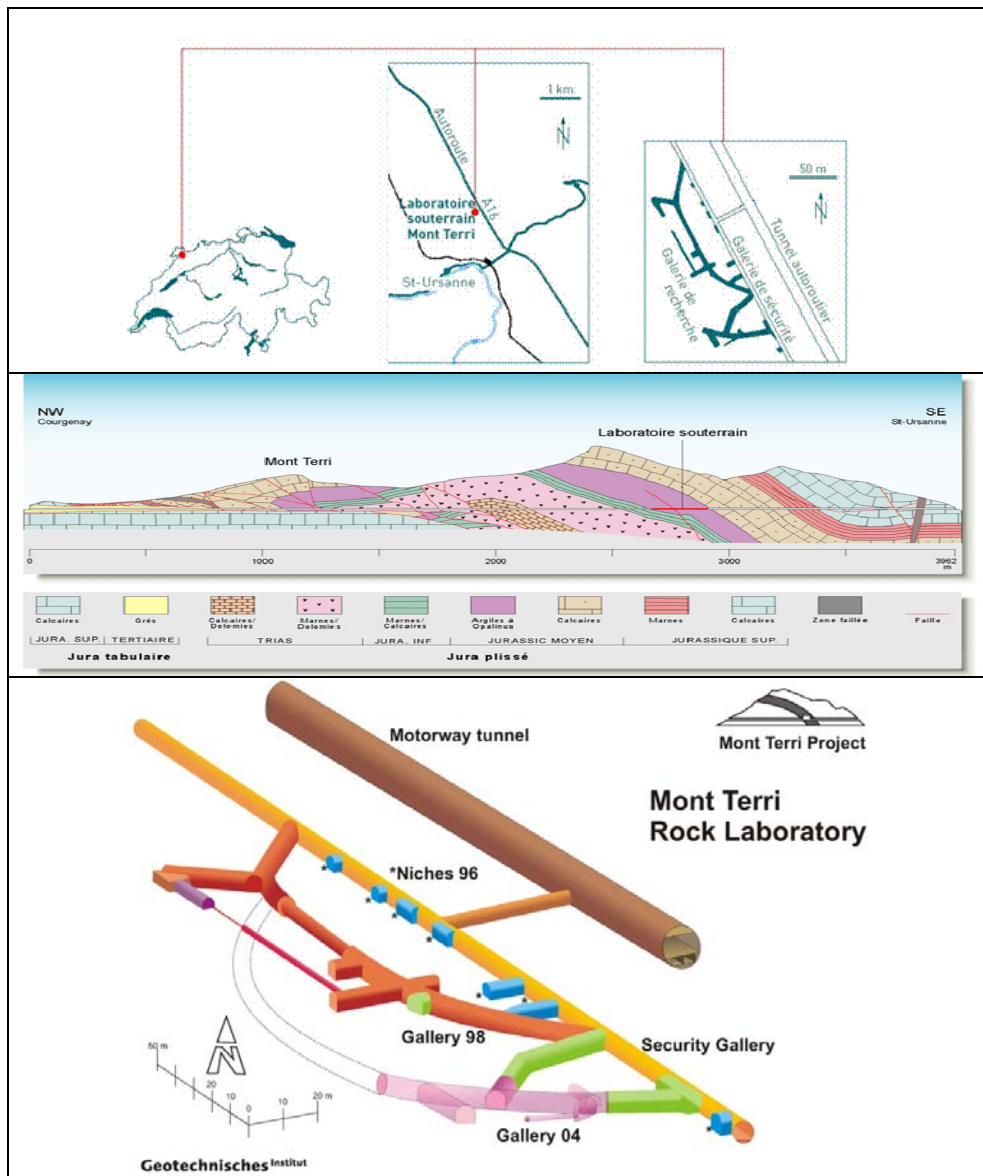 1 km
N
Autoroute
A16
Laboratoire
souterrain
Mont Terri
St-Ursanne
50 m
N
Tunnel autoroutier
Galerie de sécurité
Galerie de
recherche
NW
Courgenay
SE
St-Ursanne
Laboratoire souterrain
Mont Terri
0
1000
2000
3000
3962
m
Calcaires
Grés
Calcaires/
Dolomies
Marnes/
Dolomies
Marnes/
Calcaires
Argiles à
Opalinus
Calcaires
Marnes
Calcaires
Zone faillée
Faille
JURA. SUP.
TERTIAIRE
TRIAS
JURA. INF
JURASSIC MOYEN
JURASSIQUE SUP.
Jura tabulaire
Jura plissé
Motorway tunnel
Mont Terri Project
Mont Terri
Rock Laboratory
*Niches 96
*
*
*
*
*
*
Gallery 98
Security Gallery
*
N
50 m
20
10
0
10
20 m
Gallery 04
Geotechnisches Institut